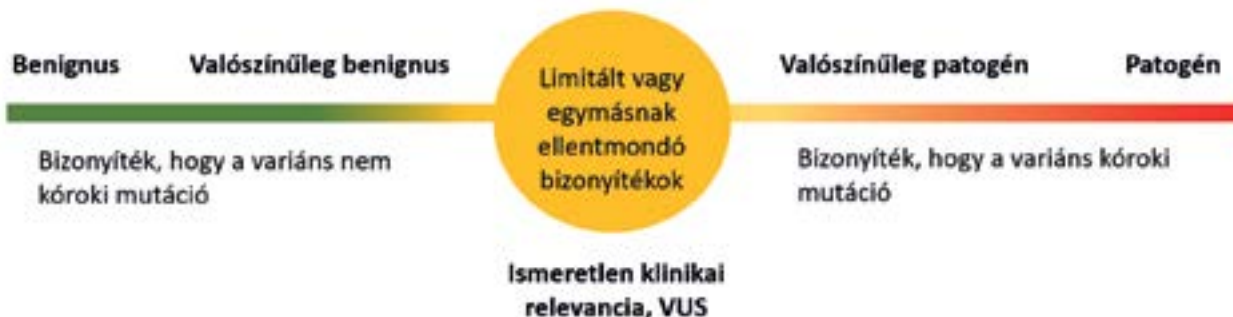 Benignus
Valószínűleg benignus
Bizonyíték, hogy a variáns nem
kóroki mutáció
Limitált vagy
egymásnak
ellentmondó
bizonyítékok
Ismeretlen klinikai
relevancia, VUS
Valószínűleg patogén
Patogén
Bizonyíték, hogy a variáns kóroki
mutáció